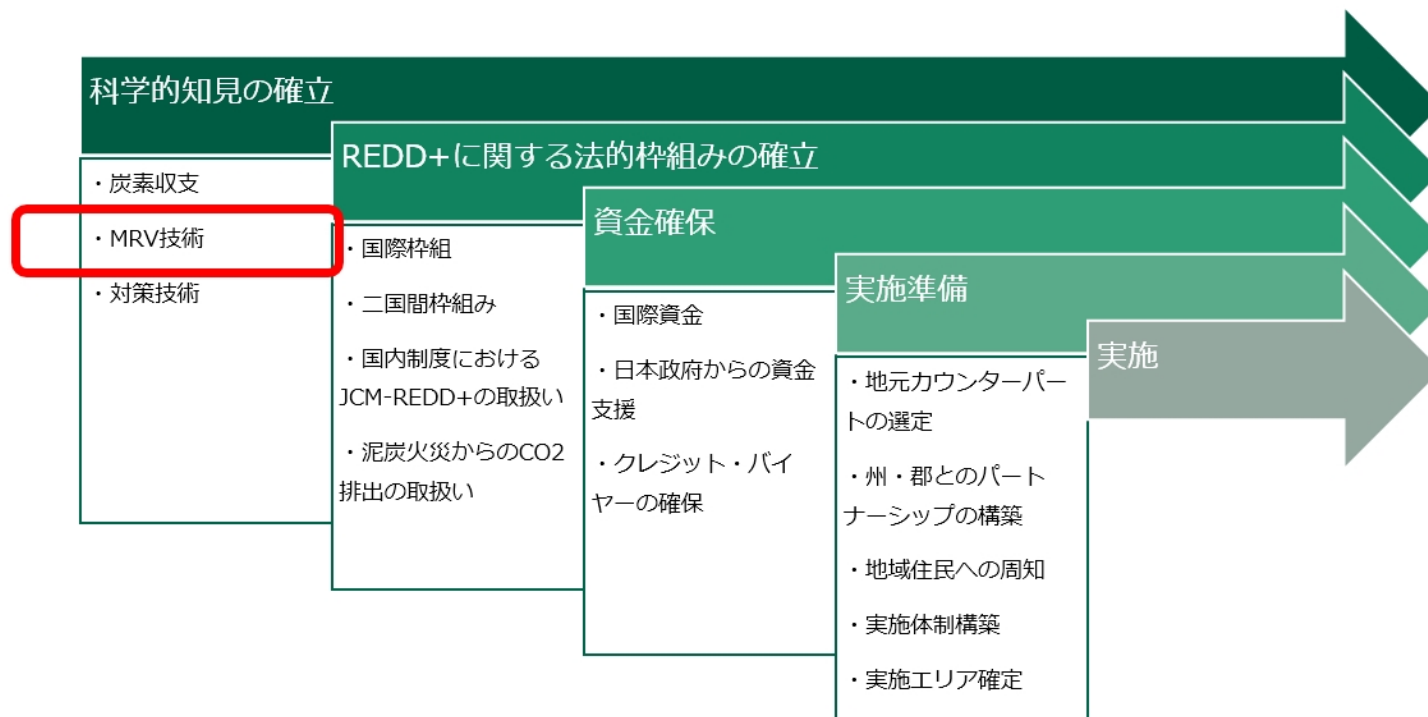 科学的知見の確立
・炭素収支
・MRV技術
・対策技術
REDD+に関する法的枠組みの確立
・国際枠組
・二国間枠組み
・国内制度における
JCM-REDD+の取扱い
・泥炭火災からのCO2
排出の取扱い
資金確保
・国際資金
・日本政府からの資金
支援
・クレジット・バイ
ヤーの確保
実施準備
・地元カウンターパー
トの選定
・州・郡とのパート
ナーシップの構築
・地域住民への周知
・実施体制構築
・実施エリア確定
実施